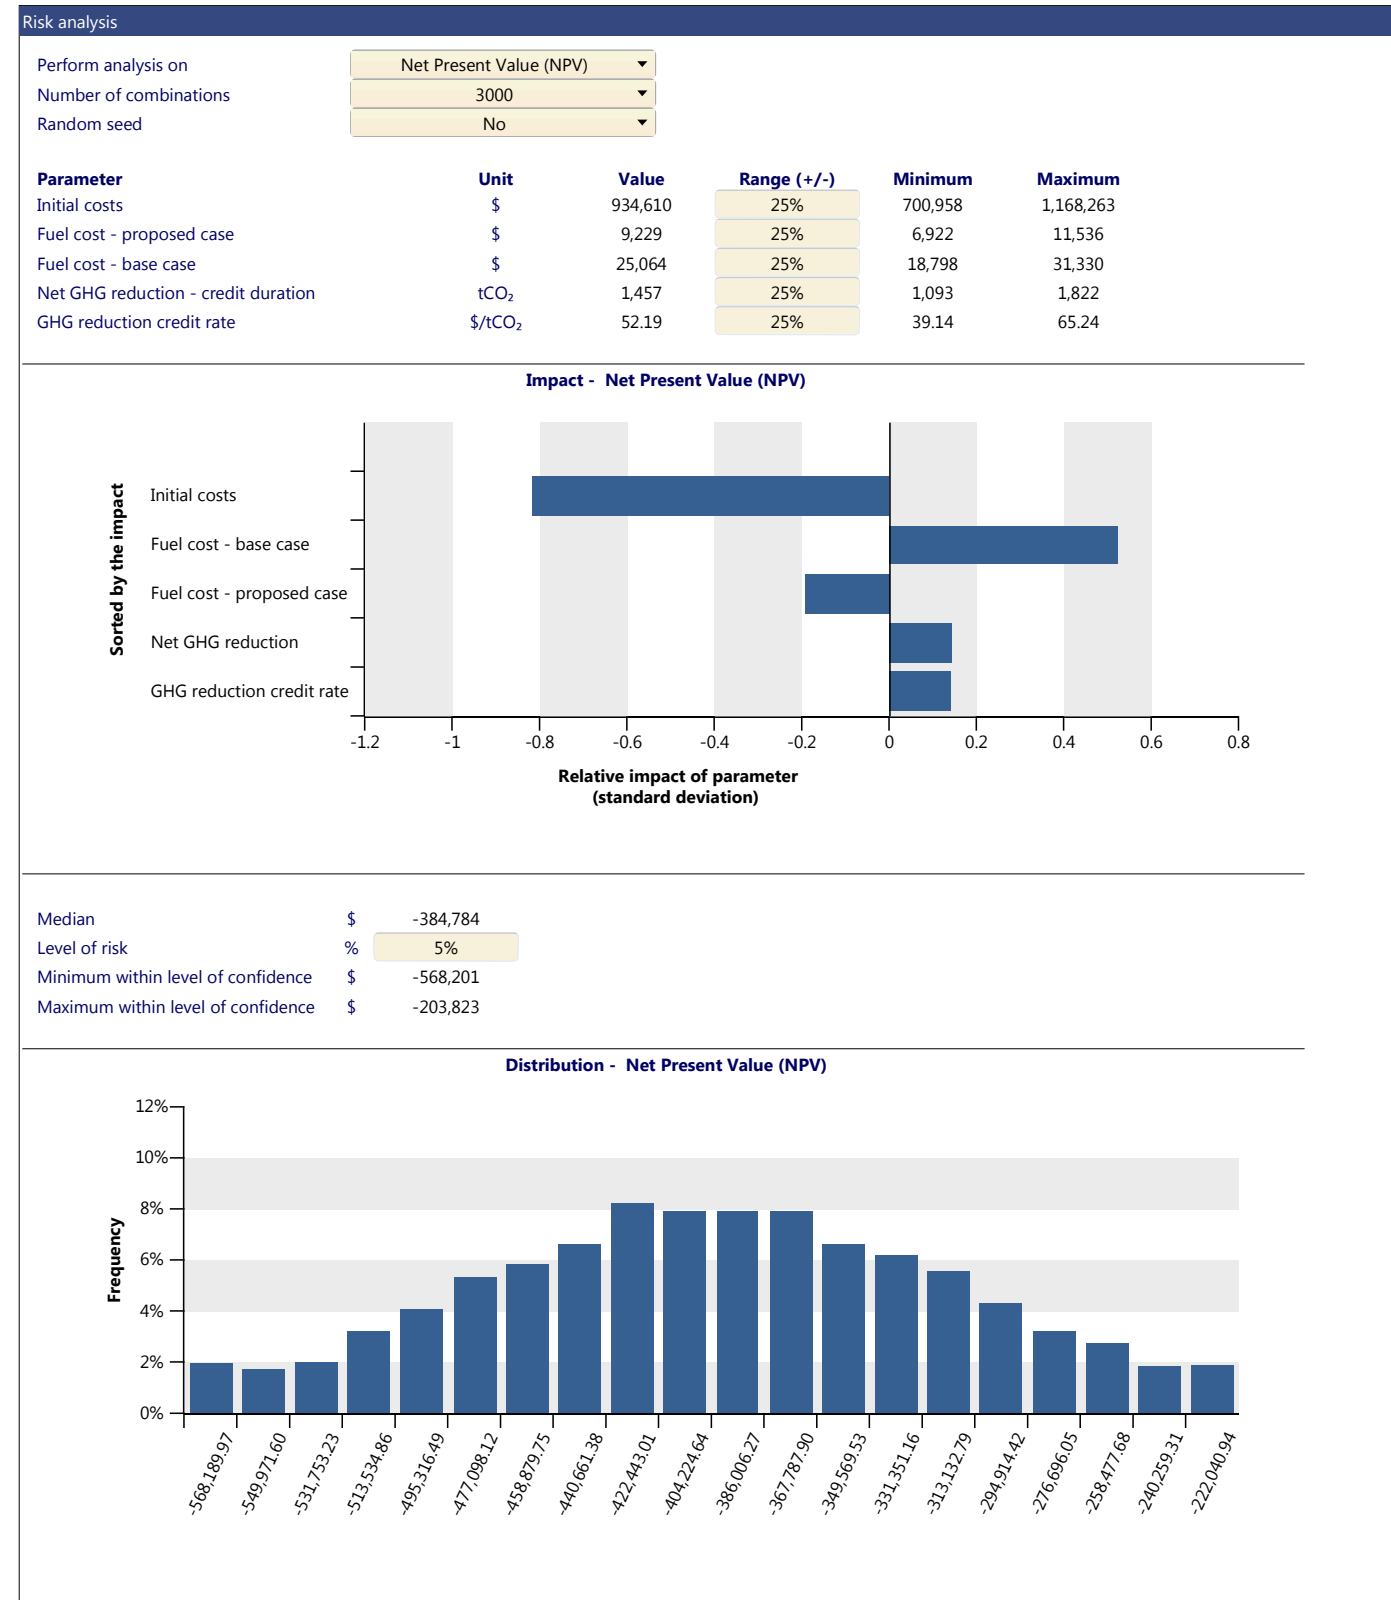 Risk analysis
Perform analysis on Net Present Value (NPV)
Number of combinations 3000
Random seed No
Parameter Unit Value Range (+/-) Minimum Maximum
Initial costs $ 934,610 25% 700,958 1,168,263
Fuel cost - proposed case $ 9,229 25% 6,922 11,536
Fuel cost - base case $ 25,064 25% 18,798 31,330
Net GHG reduction - credit duration tCO₂ 1,457 25% 1,093 1,822
GHG reduction credit rate $/tCO₂ 52.19 25% 39.14 65.24
Impact - Net Present Value (NPV)
Sorted by the impact
Initial costs
Fuel cost - base case
Fuel cost - proposed case
Net GHG reduction
GHG reduction credit rate
-1.2 -1 -0.8 -0.6 -0.4 -0.2 0 0.2 0.4 0.6 0.8
Relative impact of parameter
(standard deviation)
Median $ -384,784
Level of risk % 5%
Minimum within level of confidence $ -568,201
Maximum within level of confidence $ -203,823
Distribution - Net Present Value (NPV)
Frequency
12%
10%
8%
6%
4%
2%
0%
-568,189.97 -549,971.60 -531,753.23 -513,534.86 -495,316.49 -477,098.12 -458,879.75 -440,661.38 -422,443.01 -404,224.64 -386,006.27 -367,787.90 -349,569.53 -331,351.16 -313,132.79 -294,914.42 -276,696.05 -258,477.68 -240,259.31 -222,040.94